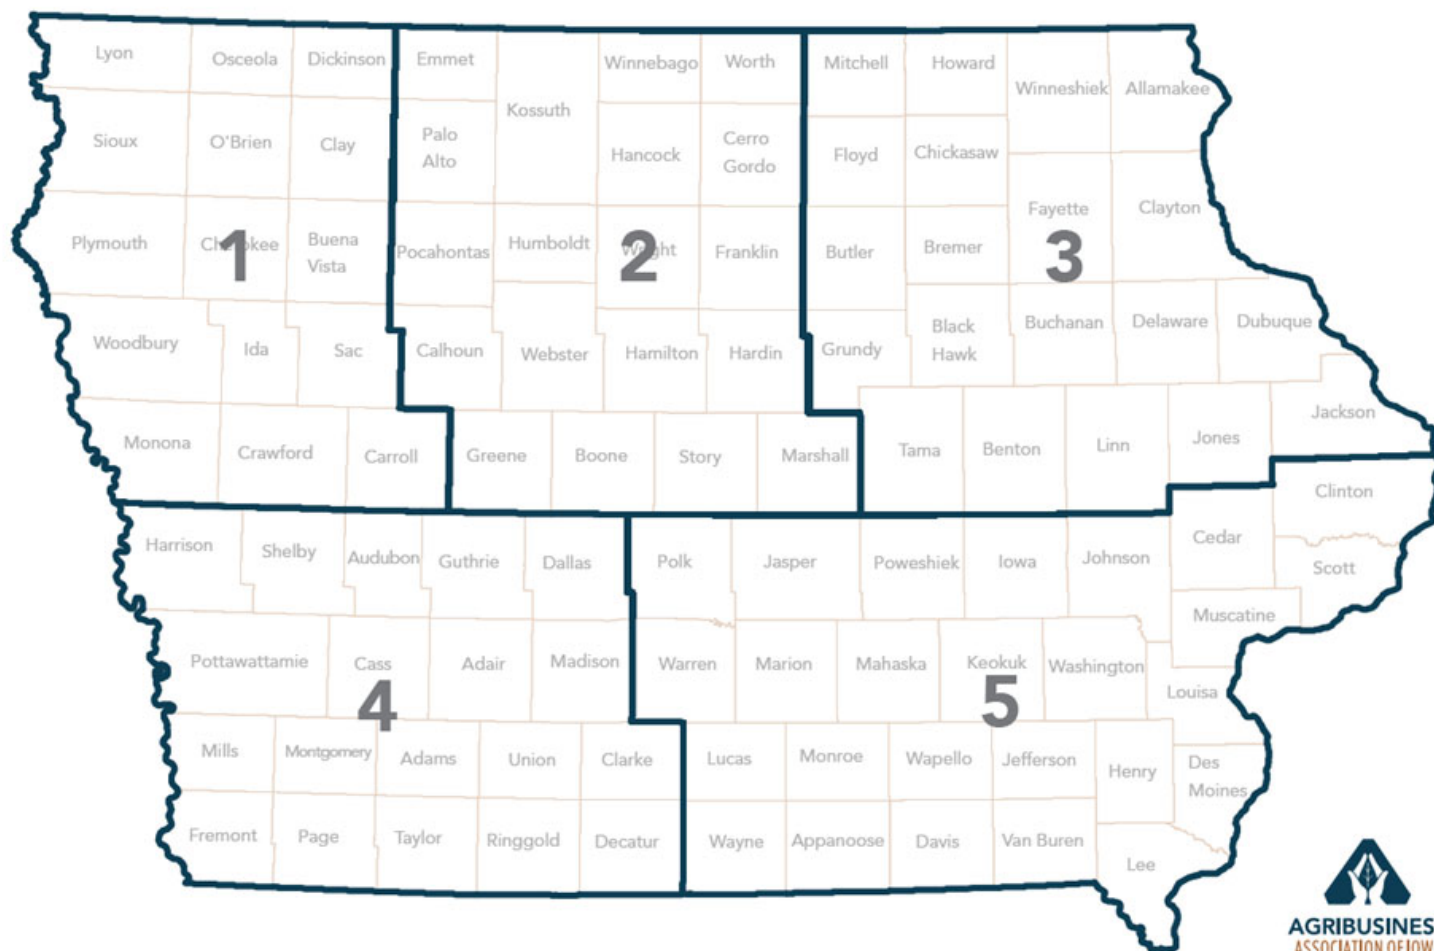 Lyon
Osceola
Dickinson
Emmet
Winnebago
Worth
Mitchell
Howard
Winneshiek
Allamakee
Kossuth
Sioux
O'Brien
Clay
Palo
Alto
Hancock
Cerro
Gordo
Floyd
Chickasaw
Plymouth
Cherokee
1
Buena
Vista
Pocahontas
Humboldt
Wright
2
Franklin
Butler
Bremer
Fayette
3
Clayton
Woodbury
Ida
Sac
Calhoun
Webster
Hamilton
Hardin
Grundy
Black
Hawk
Buchanan
Delaware
Dubuque
Monona
Crawford
Carroll
Greene
Boone
Story
Marshall
Tama
Benton
Linn
Jones
Jackson
Clinton
Harrison
Shelby
Audubon
Guthrie
Dallas
Polk
Jasper
Poweshiek
Iowa
Johnson
Cedar
Scott
Muscatine
Pottawattamie
Cass
4
Adair
Madison
Warren
Marion
Mahaska
Keokuk
5
Washington
Louisa
Mills
Montgomery
Adams
Union
Clarke
Lucas
Monroe
Wapello
Jefferson
Henry
Des
Moines
Fremont
Page
Taylor
Ringgold
Decatur
Wayne
Appanoose
Davis
Van Buren
Lee
AGRIBUSINES
ASSOCIATION OF IOW